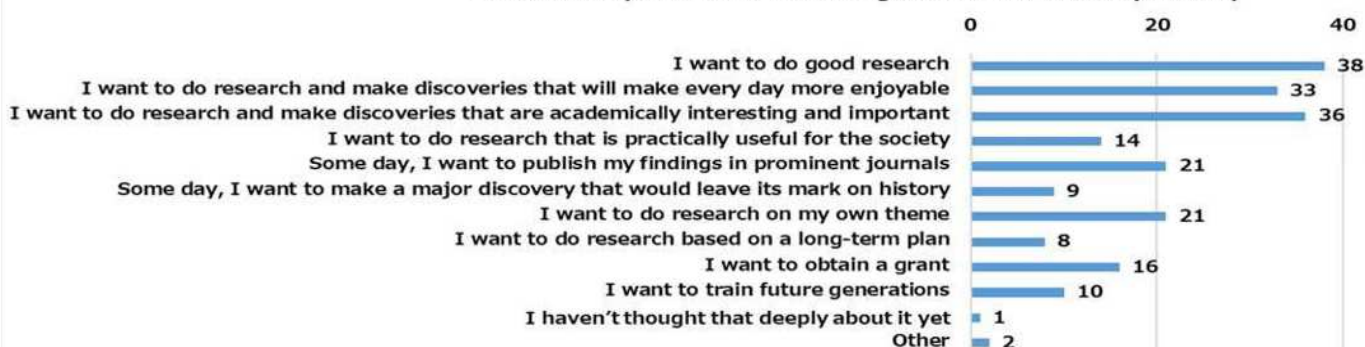 0 20 40
I want to do good research 38
I want to do research and make discoveries that will make every day more enjoyable 33
I want to do research and make discoveries that are academically interesting and important 36
I want to do research that is practically useful for the society 14
Some day, I want to publish my findings in prominent journals 21
Some day, I want to make a major discovery that would leave its mark on history 9
I want to do research on my own theme 21
I want to do research based on a long-term plan 8
I want to obtain a grant 16
I want to train future generations 10
I haven't thought that deeply about it yet 1
Other 2